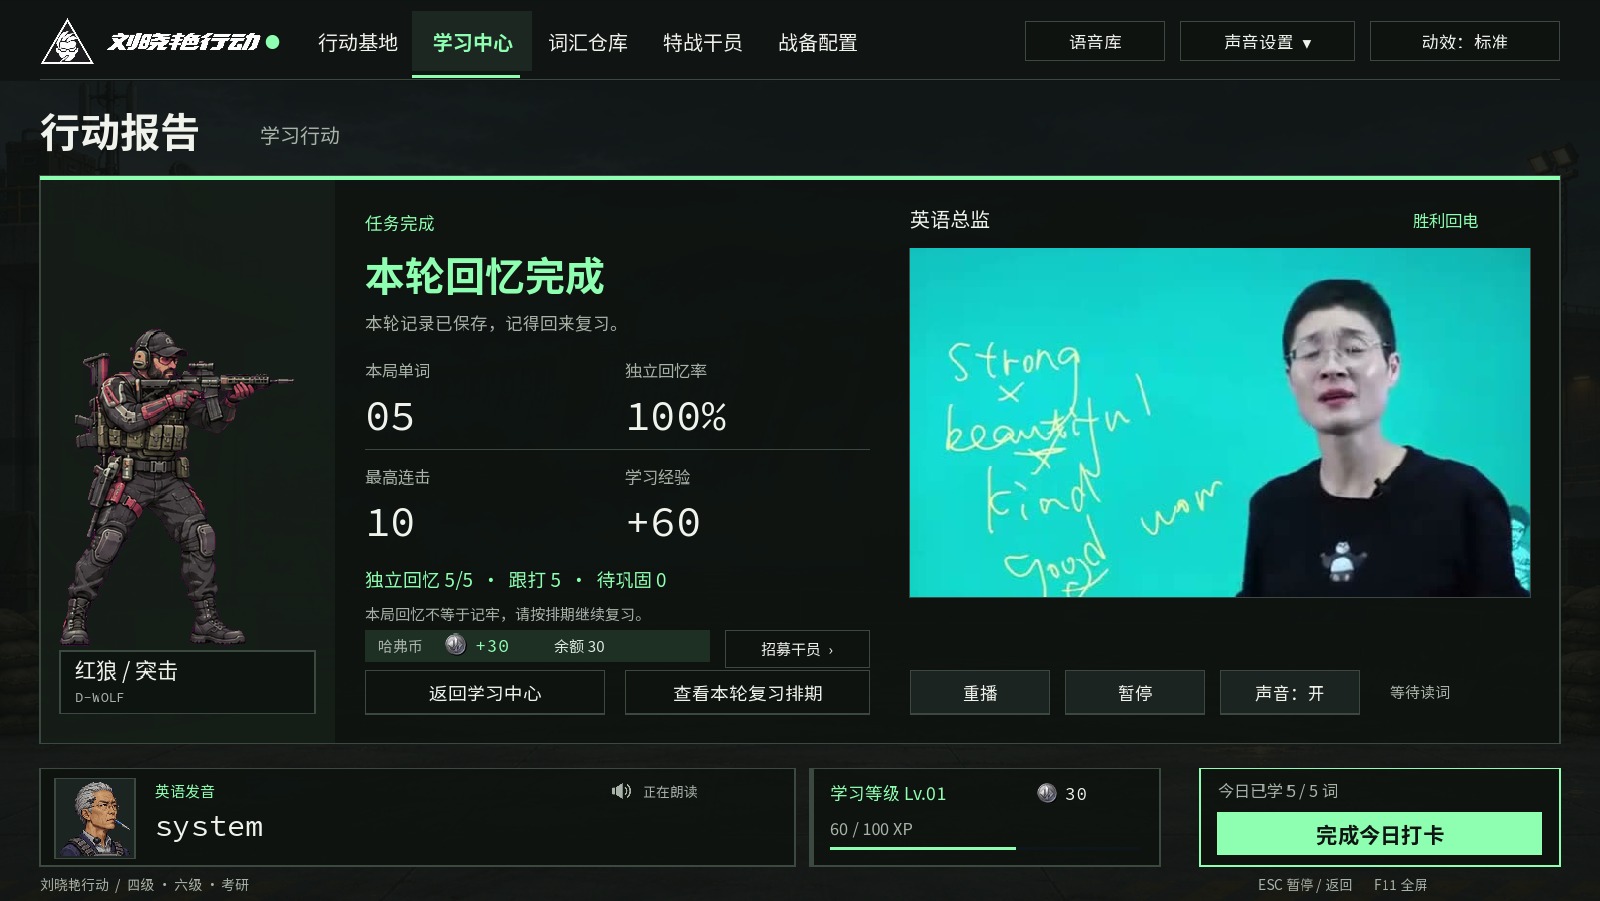 刘晓艳行动
行动基地
学习中心
词汇仓库
特战干员
战备配置
语音库
声音设置 ▼
动效：标准
行动报告
学习行动
任务完成
本轮回忆完成
本轮记录已保存，记得回来复习。
本局单词
独立回忆率
05
100%
最高连击
学习经验
10
+60
独立回忆 5/5 · 跟打 5 · 待巩固 0
本局回忆不等于记牢，请按排期继续复习。
哈弗币
+30
余额 30
招募干员 ›
返回学习中心
查看本轮复习排期
红狼 / 突击
D-WOLF
英语总监
胜利回电
strong
beautiful
kind
good wom
重播
暂停
声音：开
等待读词
英语发音
正在朗读
system
学习等级 Lv.01
30
60 / 100 XP
今日已学 5 / 5 词
完成今日打卡
刘晓艳行动 / 四级 · 六级 · 考研
ESC 暂停 / 返回
F11 全屏